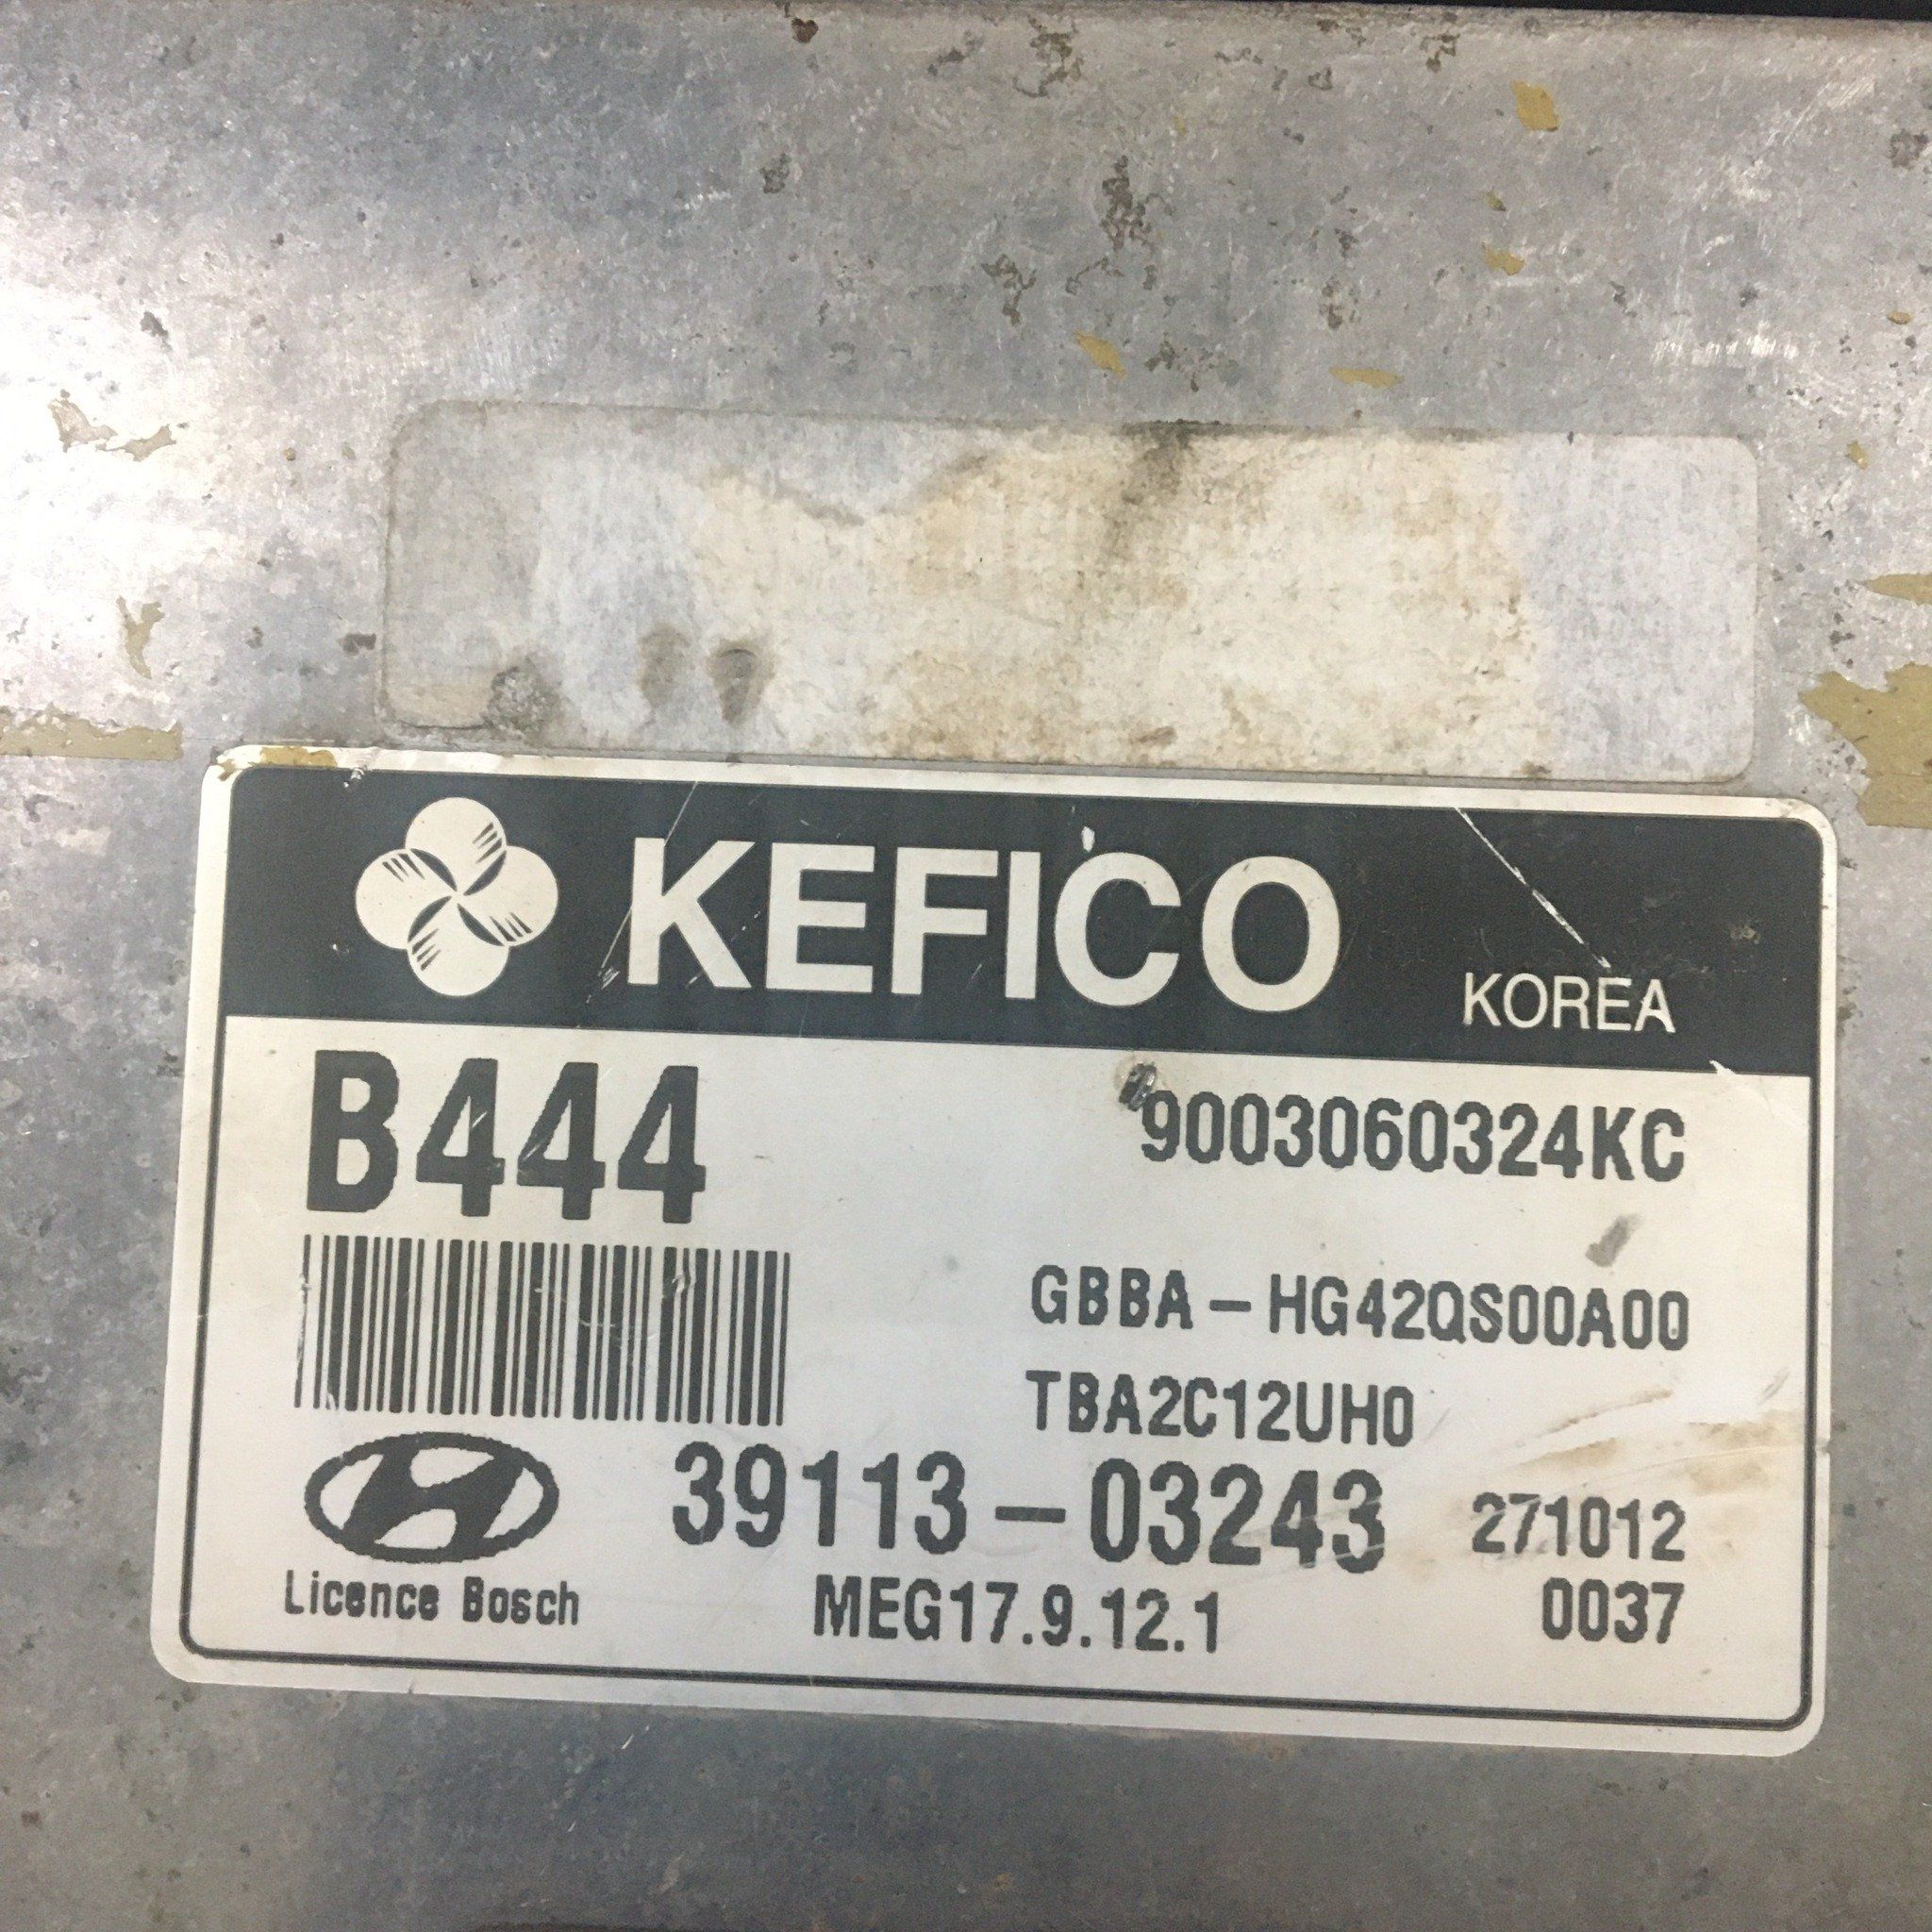 KEFICO KOREA
B444 9003060324KC
GBBA-HG42QS00A00
TBA2C12UH0
39113-03243 271012
Licence Bosch MEG17.9.12.1 0037